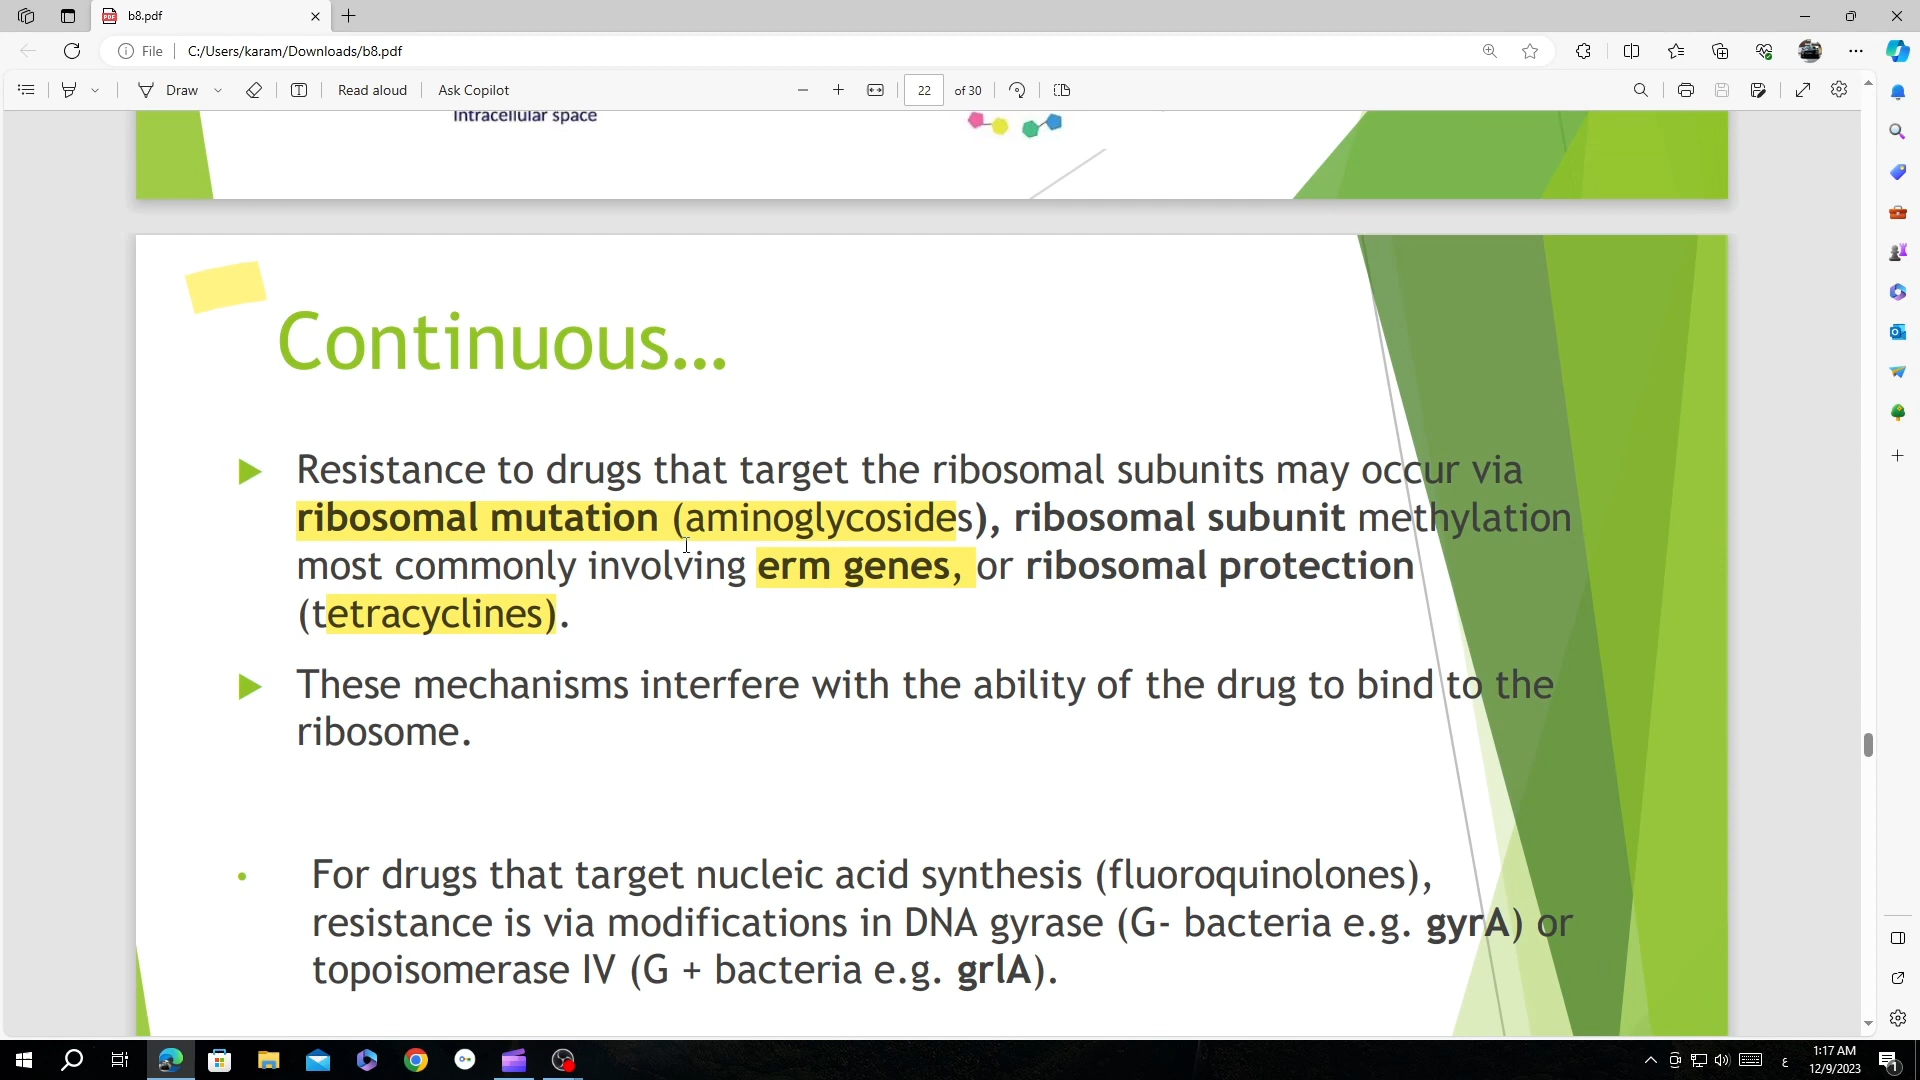 b8.pdf
File
C:/Users/karam/Downloads/b8.pdf
Draw
Read aloud
Ask Copilot
22
of 30
Intracellular space
Continuous...
Resistance to drugs that target the ribosomal subunits may occur via
ribosomal mutation (aminoglycosides), ribosomal subunit methylation
most commonly involving erm genes, or ribosomal protection
(tetracyclines).
These mechanisms interfere with the ability of the drug to bind to the
ribosome.
For drugs that target nucleic acid synthesis (fluoroquinolones),
resistance is via modifications in DNA gyrase (G- bacteria e.g. gyrA) or
topoisomerase IV (G + bacteria e.g. grlA).
ع
1:17 AM
12/9/2023
1